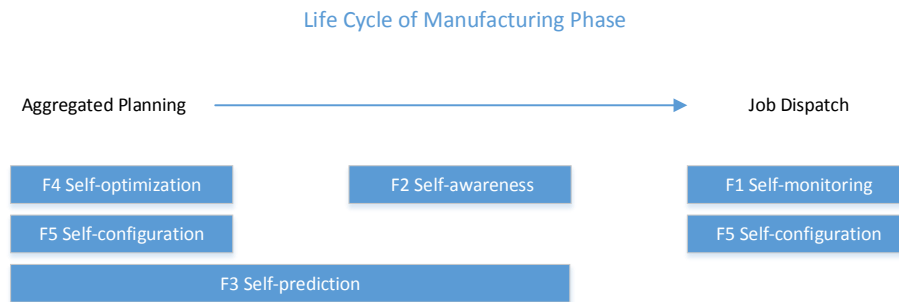 Life Cycle of Manufacturing Phase
Aggregated Planning
Job Dispatch
F4 Self-optimization
F2 Self-awareness
F1 Self-monitoring
F5 Self-configuration
F5 Self-configuration
F3 Self-prediction